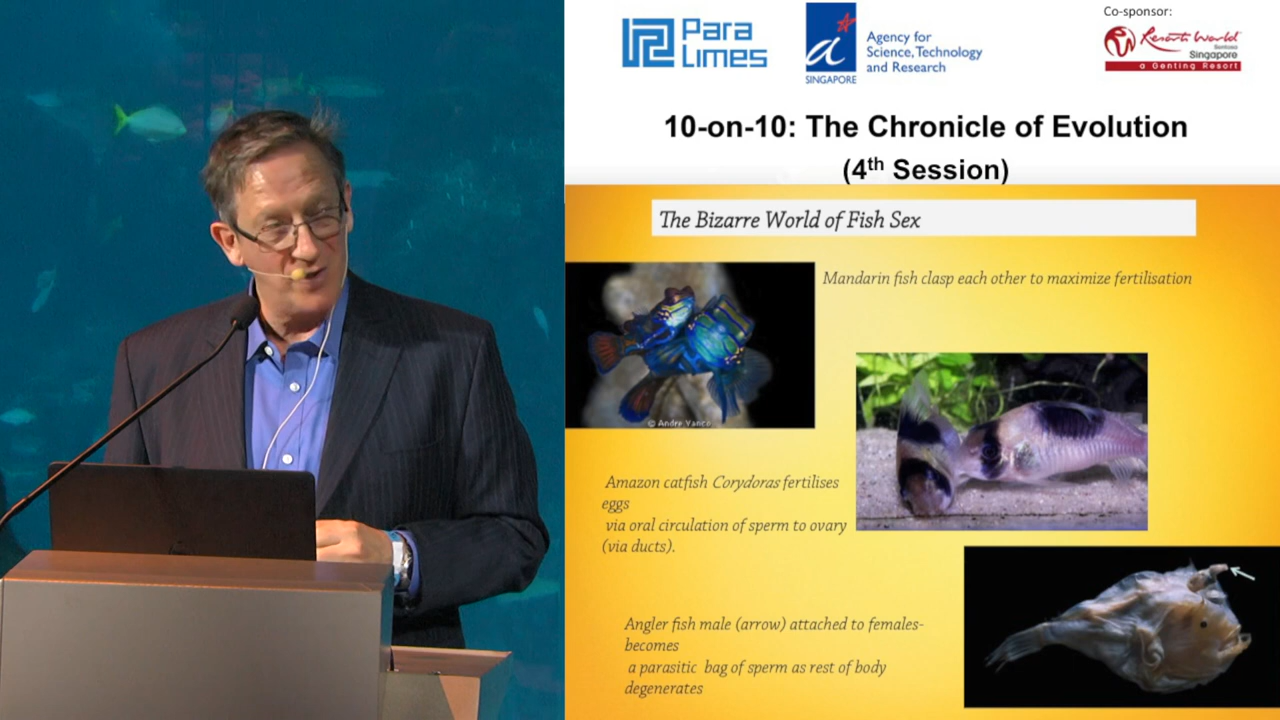 Para
Limes
SINGAPORE
Agency for
Science, Technology
and Research
Co-sponsor:
Resorts World
Sentosa
Singapore
a Genting Resort
10-on-10: The Chronicle of Evolution
(4th Session)
The Bizarre World of Fish Sex
Mandarin fish clasp each other to maximize fertilisation
© Andre Yance
Amazon catfish Corydoras fertilises
eggs
via oral circulation of sperm to ovary
(via ducts).
Angler fish male (arrow) attached to females-
becomes
a parasitic bag of sperm as rest of body
degenerates